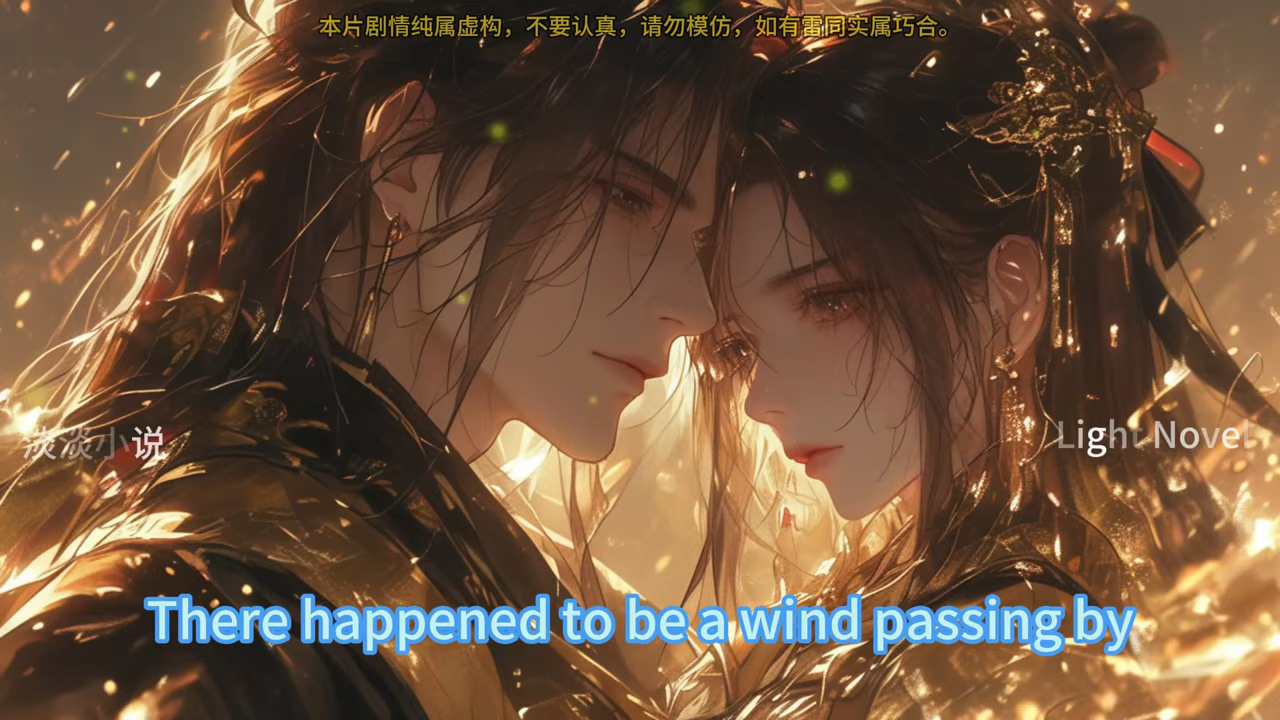 本片剧情纯属虚构，不要认真，请勿模仿，如有雷同实属巧合。
淡淡小说
Light Novel
There happened to be a wind passing by